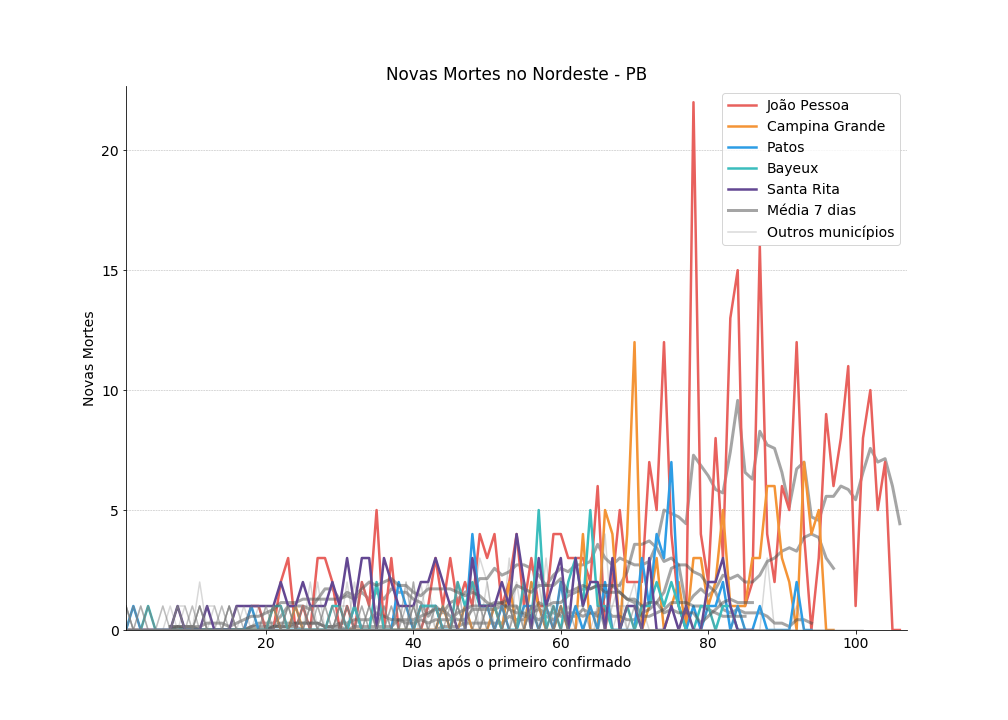 Novas Mortes no Nordeste - PB
João Pessoa
Campina Grande
Patos
Bayeux
Santa Rita
Média 7 dias
Outros municípios
Novas Mortes
20
15
10
5
0
20
40
60
80
100
Dias após o primeiro confirmado